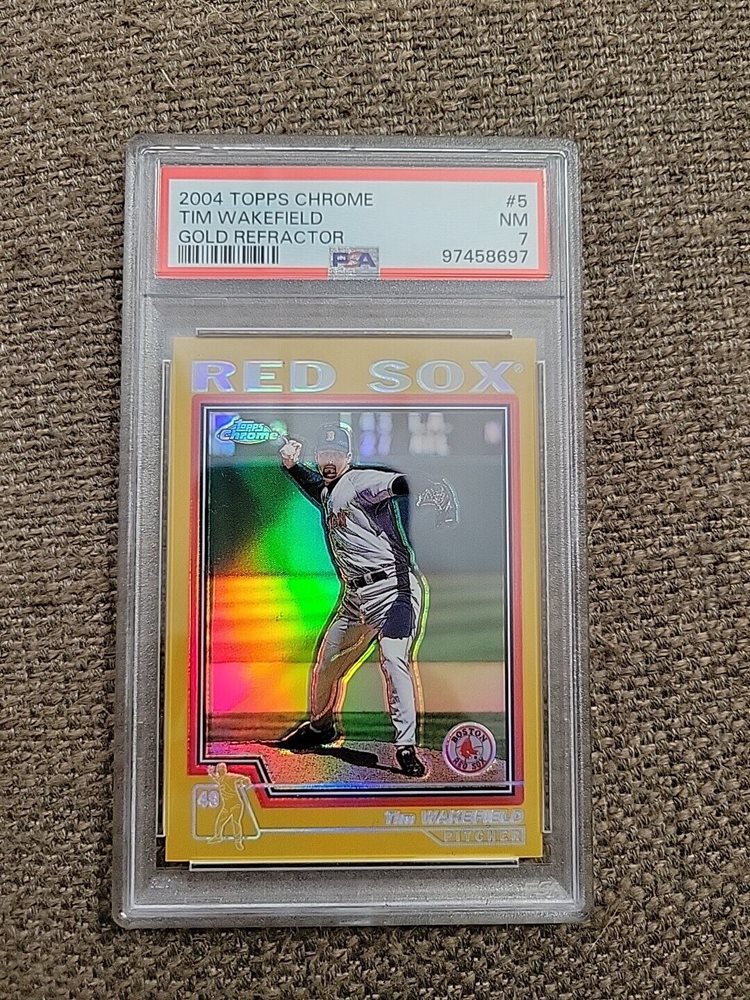 2004 TOPPS CHROME #5
TIM WAKEFIELD NM
GOLD REFRACTOR 7
PSA 97458697
RED SOX®
Topps
Chrome
B
BOSTON
RED SOX
49
Tim WAKEFIELD
PITCHER